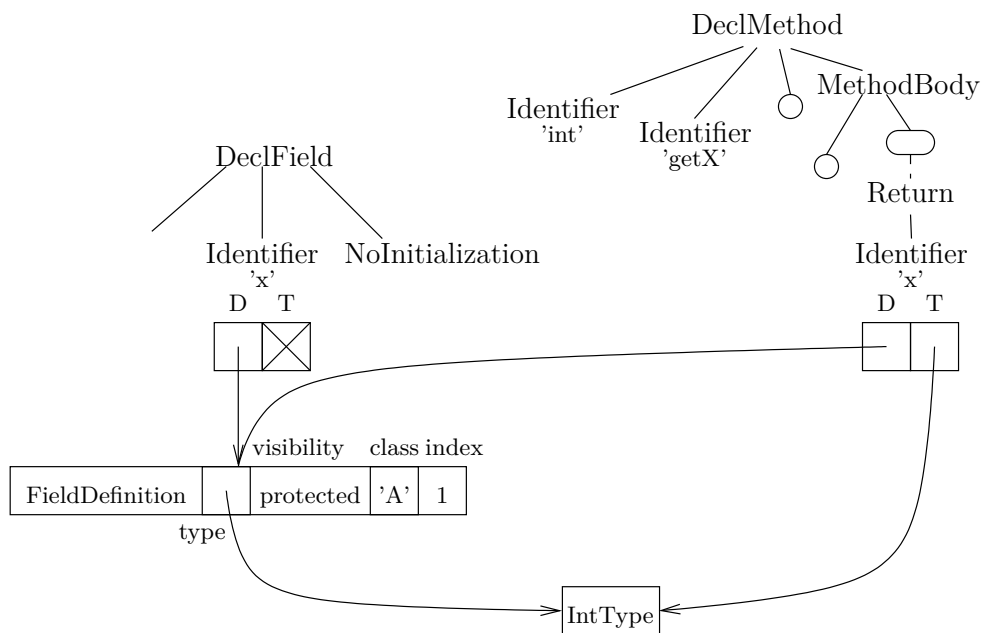 DeclMethod
MethodBody
Identifier
'int'
Identifier
'getX'
DeclField
Return
Identifier
'x'
D T
NoInitialization
Identifier
'x'
D T
visibility class index
FieldDefinition protected 'A' 1
type
IntType